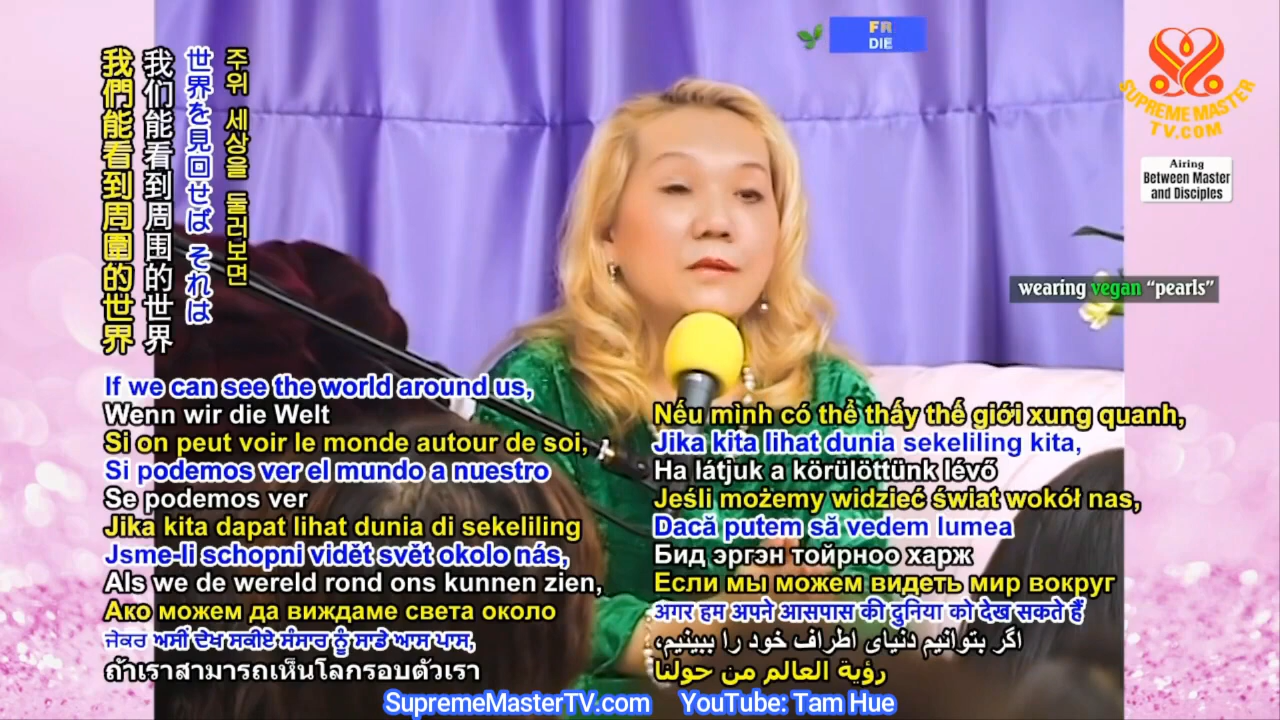 FR
DIE
SUPREME MASTER
TV.COM
Airing
Between Master
and Disciples
wearing vegan “pearls”
주위 세상을 둘러보면
世界を見回せば それは
我们能看到周围的世界
我們能看到周圍的世界
If we can see the world around us,
Wenn wir die Welt
Si on peut voir le monde autour de soi,
Si podemos ver el mundo a nuestro
Se podemos ver
Jika kita dapat lihat dunia di sekeliling
Jsme-li schopni vidět svět okolo nás,
Als we de wereld rond ons kunnen zien,
Ако можем да виждаме света около
ਜੇਕਰ ਅਸੀਂ ਦੇਖ ਸਕੀਏ ਸੰਸਾਰ ਨੂੰ ਸਾਡੇ ਆਸ ਪਾਸ,
ถ้าเราสามารถเห็นโลกรอบตัวเรา
Nếu mình có thể thấy thế giới xung quanh,
Jika kita lihat dunia sekeliling kita,
Ha látjuk a körülöttünk lévő
Jeśli możemy widzieć świat wokół nas,
Dacă putem să vedem lumea
Бид эргэн тойрноо харж
Если мы можем видеть мир вокруг
अगर हम अपने आसपास की दुनिया को देख सकते हैं
اگر بتوانیم دنیای اطراف خود را ببینیم،
رؤية العالم من حولنا
SupremeMasterTV.com YouTube: Tam Hue